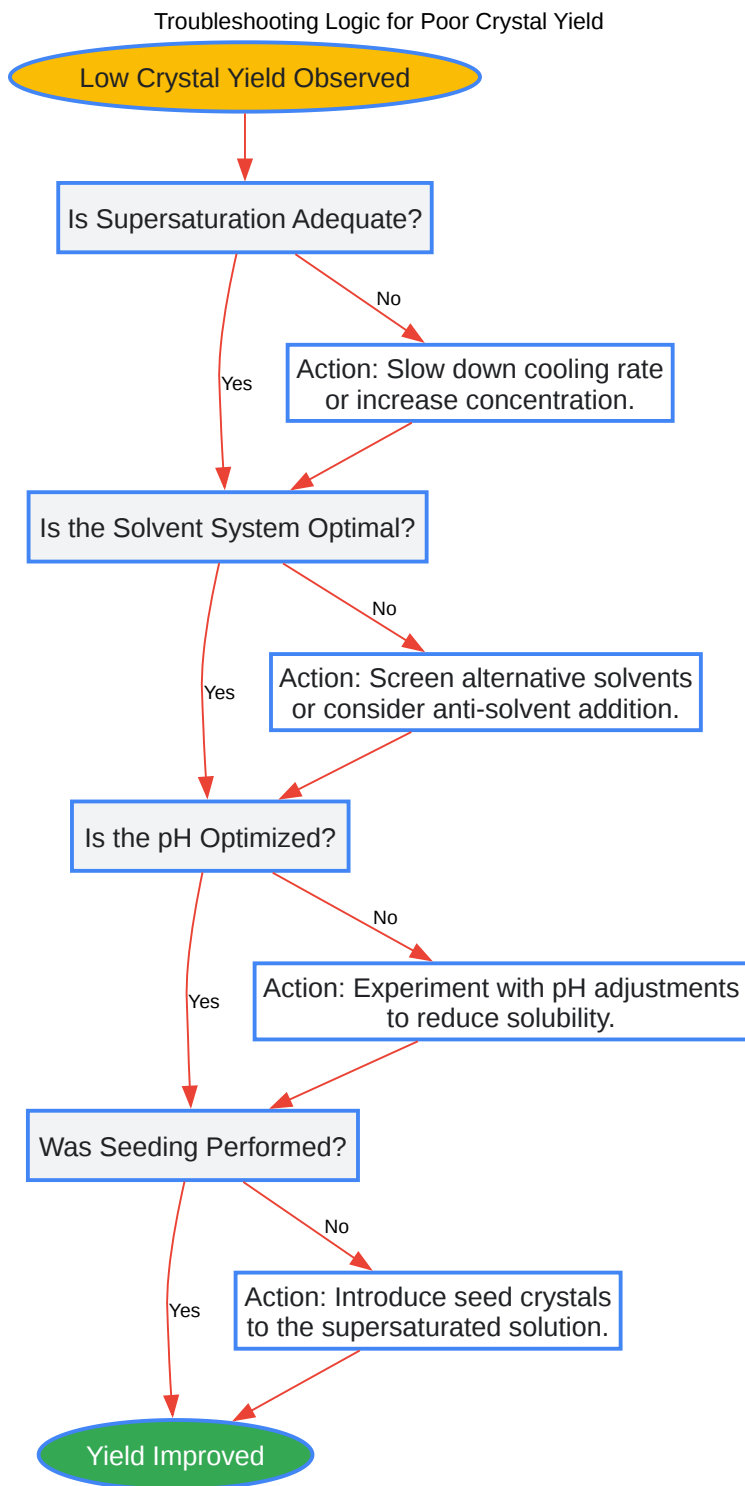 Troubleshooting Logic for Poor Crystal Yield
Low Crystal Yield Observed
Is Supersaturation Adequate?
No
Action: Slow down cooling rate
or increase concentration.
Yes
Is the Solvent System Optimal?
No
Action: Screen alternative solvents
or consider anti-solvent addition.
Yes
Is the pH Optimized?
No
Action: Experiment with pH adjustments
to reduce solubility.
Yes
Was Seeding Performed?
No
Action: Introduce seed crystals
to the supersaturated solution.
Yes
Yield Improved